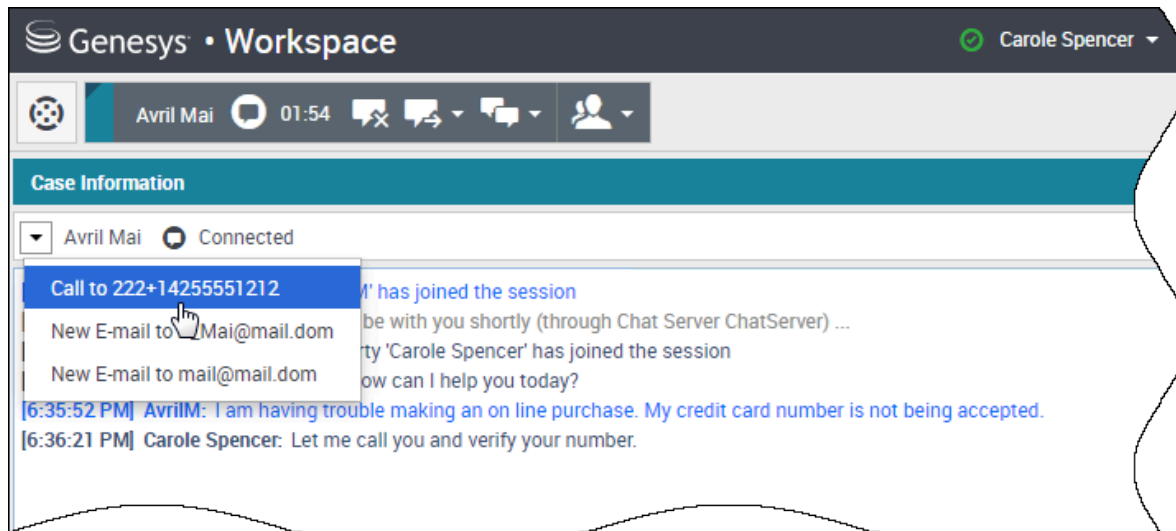 Genesys • Workspace
Carole Spencer
Avril Mai 01:54
Case Information
Avril Mai Connected
Call to 222+14255551212
New E-mail to Mai@mail.dom
New E-mail to mail@mail.dom
M' has joined the session
be with you shortly (through Chat Server ChatServer) ...
rty 'Carole Spencer' has joined the session
ow can I help you today?
[6:35:52 PM] AvrilM: I am having trouble making an on line purchase. My credit card number is not being accepted.
[6:36:21 PM] Carole Spencer: Let me call you and verify your number.